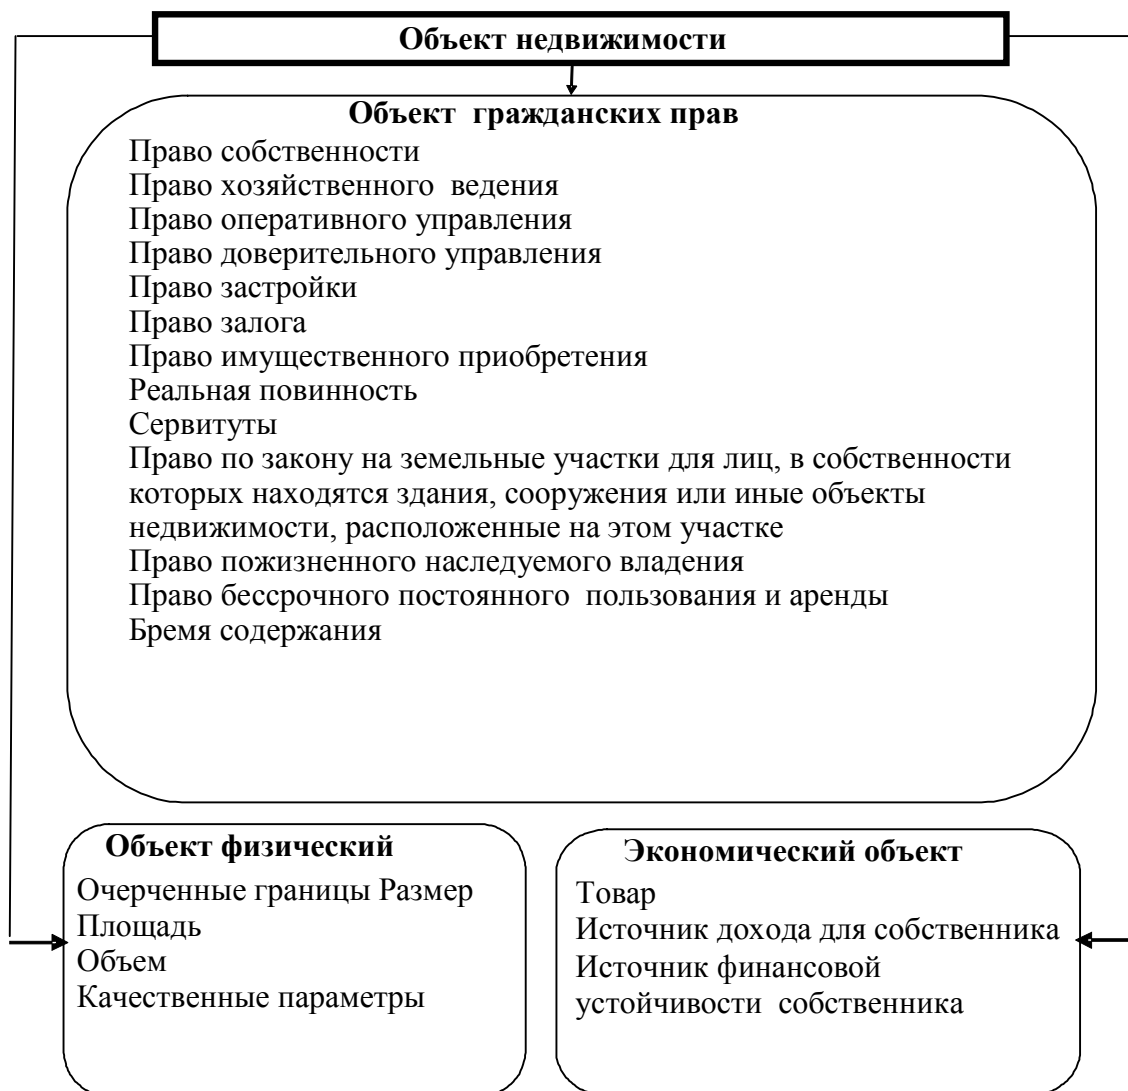 Объект недвижимости
Объект гражданских прав
Право собственности
Право хозяйственного ведения
Право оперативного управления
Право доверительного управления
Право застройки
Право залога
Право имущественного приобретения
Реальная повинность
Сервитуты
Право по закону на земельные участки для лиц, в собственности
которых находятся здания, сооружения или иные объекты
недвижимости, расположенные на этом участке
Право пожизненного наследуемого владения
Право бессрочного постоянного пользования и аренды
Бремя содержания
Объект физический
Очерченные границы Размер
Площадь
Объем
Качественные параметры
Экономический объект
Товар
Источник дохода для собственника
Источник финансовой
устойчивости собственника